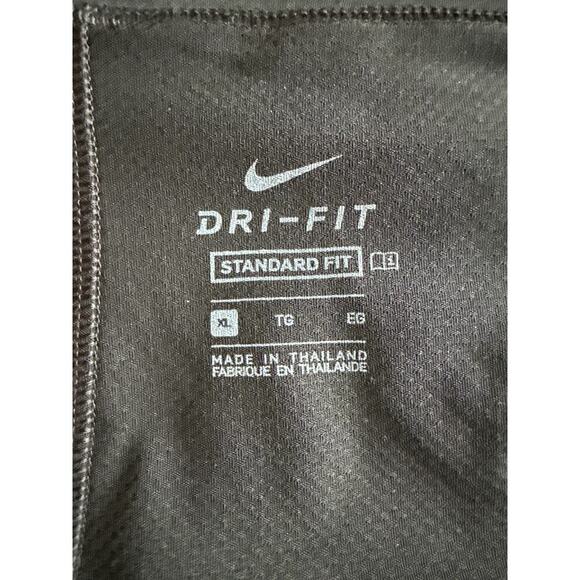 DRI-FIT
STANDARD FIT i
XL TG EG
MADE IN THAILAND
FABRIQUE EN THAILANDE